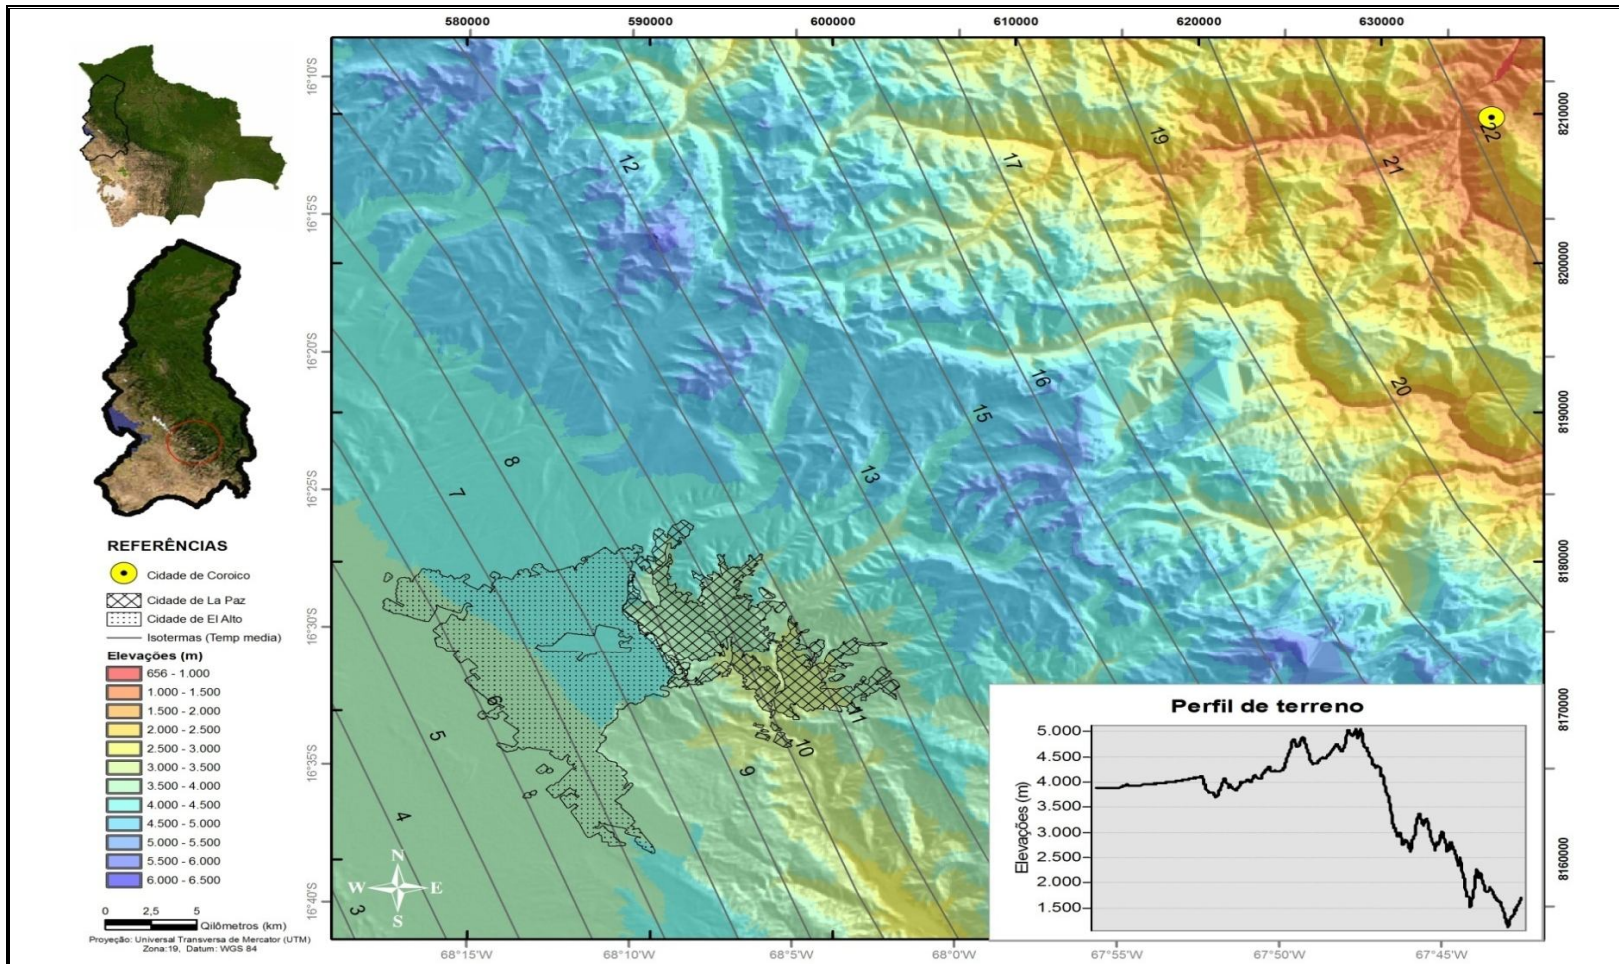 580000
590000
600000
610000
620000
630000
16°10'S
16°15'S
16°20'S
16°25'S
16°30'S
16°35'S
16°40'S
8210000
8200000
8190000
8180000
8170000
8160000
12
17
19
21
22
16
20
15
13
8
7
6
5
4
3
8
9
10
11
REFERÊNCIAS
Cidade de Coroico
Cidade de La Paz
Cidade de El Alto
Isotermas (Temp media)
Elevações (m)
656 - 1.000
1.000 - 1.500
1.500 - 2.000
2.000 - 2.500
2.500 - 3.000
3.000 - 3.500
3.500 - 4.000
4.000 - 4.500
4.500 - 5.000
5.000 - 5.500
5.500 - 6.000
6.000 - 6.500
0 2,5 5
Qilômetros (km)
Proyeção: Universal Transversa de Mercator (UTM)
Zona:19, Datum: WGS 84
N
W E
S
Perfil de terreno
Elevações (m)
5.000
4.500
4.000
3.500
3.000
2.500
2.000
1.500
68°15'W
68°10'W
68°5'W
68°0'W
67°55'W
67°50'W
67°45'W